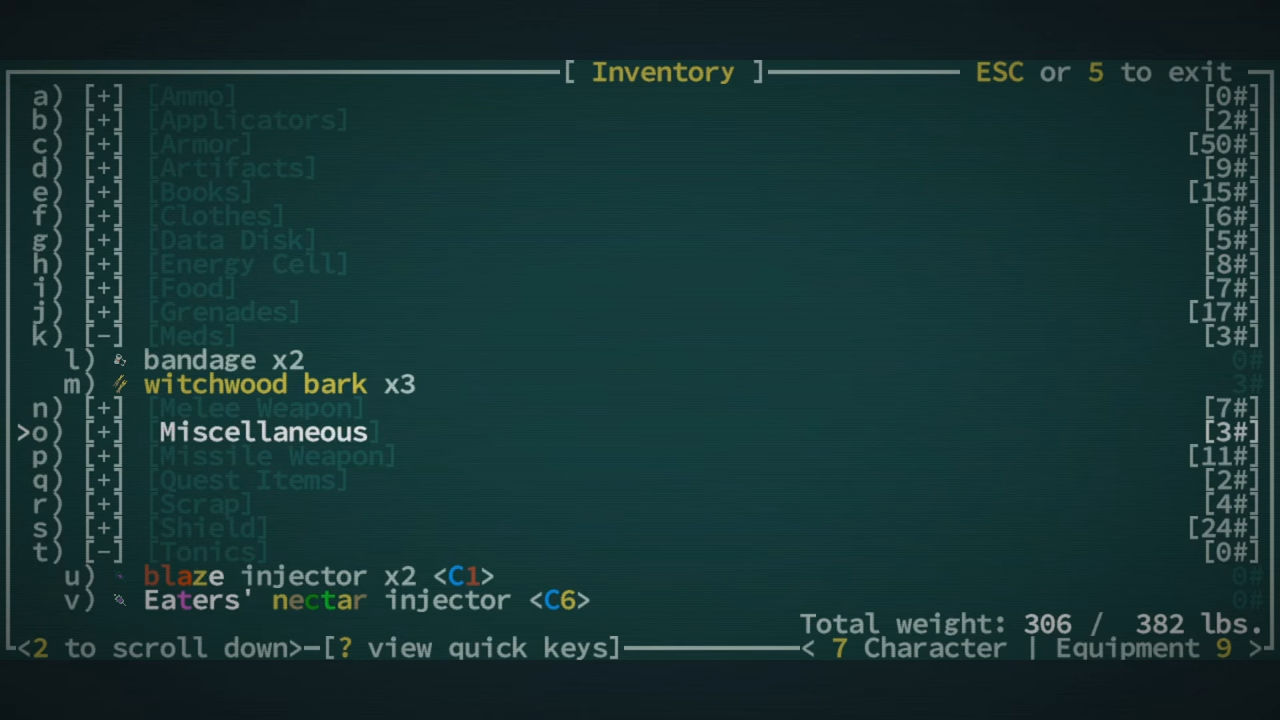 [ Inventory ] ESC or 5 to exit
a) [+] [Ammo] [0#]
b) [+] [Applicators] [2#]
c) [+] [Armor] [50#]
d) [+] [Artifacts] [9#]
e) [+] [Books] [15#]
f) [+] [Clothes] [6#]
g) [+] [Data Disk] [5#]
h) [+] [Energy Cell] [8#]
i) [+] [Food] [7#]
j) [+] [Grenades] [17#]
k) [-] [Meds] [3#]
l) bandage x2 0#
m) witchwood bark x3 3#
n) [+] [Melee Weapon] [7#]
>o) [+] [Miscellaneous] [3#]
p) [+] [Missile Weapon] [11#]
q) [+] [Quest Items] [2#]
r) [+] [Scrap] [4#]
s) [+] [Shield] [24#]
t) [-] [Tonics] [0#]
u) blaze injector x2 <C1> 0#
v) Eaters' nectar injector <C6> 0#
Total weight: 306 / 382 lbs.
<2 to scroll down> [? view quick keys] < 7 Character | Equipment 9 >